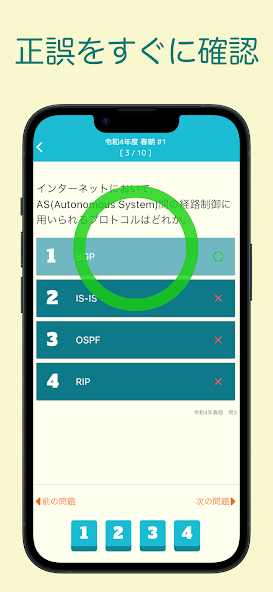 正誤をすぐに確認
令和4年度 春期 #1
[ 3 / 10 ]
インターネットにおいて,
AS(Autonomous System)間の経路制御に
用いられるプロトコルはどれか。
1 BGP
2 IS-IS
3 OSPF
4 RIP
令和4年春期 問3
前の問題 次の問題
1 2 3 4